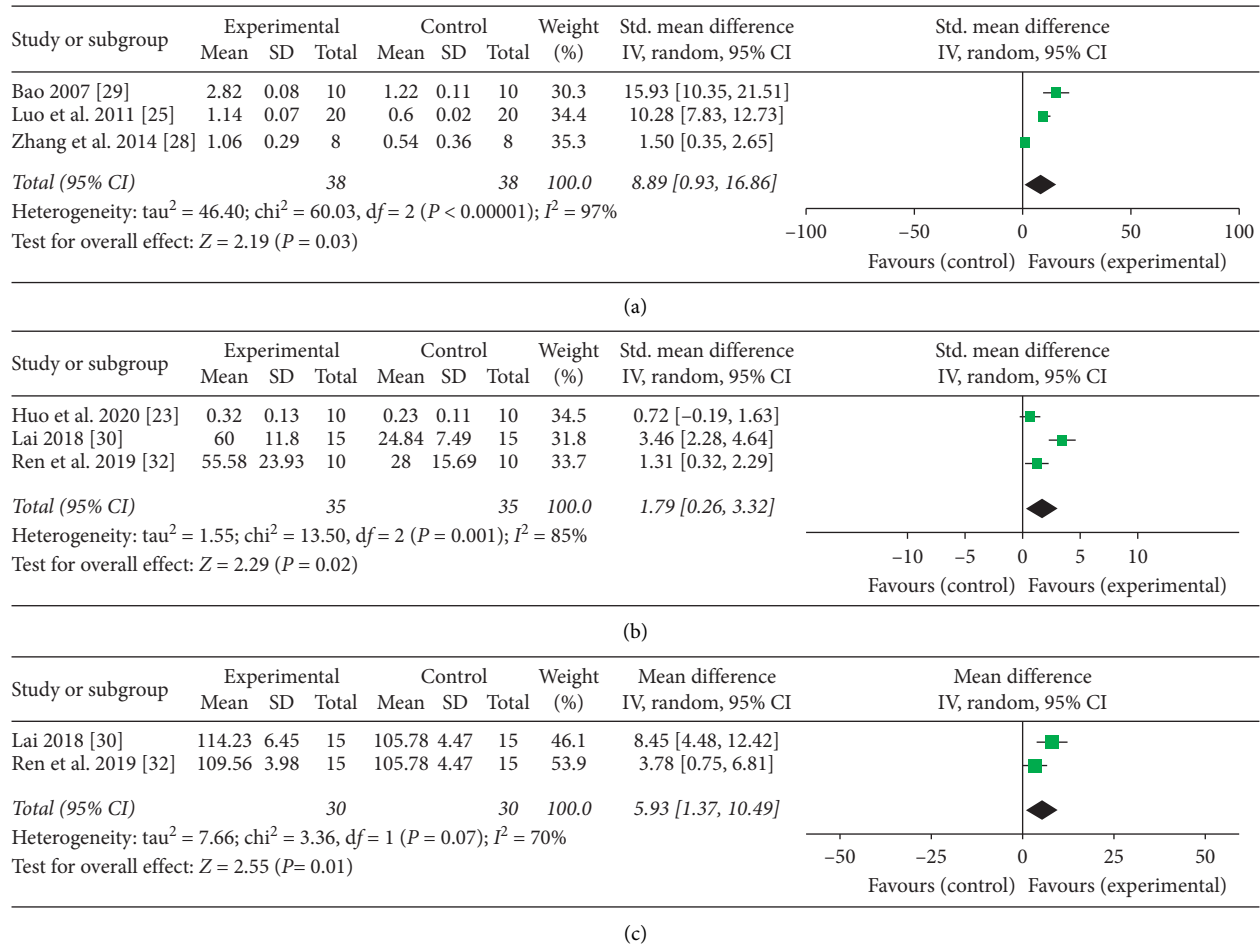 Study or subgroup Experimental Control Weight Std. mean difference Std. mean difference
Mean SD Total Mean SD Total (%) IV, random, 95% CI IV, random, 95% CI
Bao 2007 [29] 2.82 0.08 10 1.22 0.11 10 30.3 15.93 [10.35, 21.51]
Luo et al. 2011 [25] 1.14 0.07 20 0.6 0.02 20 34.4 10.28 [7.83, 12.73]
Zhang et al. 2014 [28] 1.06 0.29 8 0.54 0.36 8 35.3 1.50 [0.35, 2.65]
Total (95% CI) 38 38 100.0 8.89 [0.93, 16.86]
Heterogeneity: tau² = 46.40; chi² = 60.03, df = 2 (P < 0.00001); I² = 97%
Test for overall effect: Z = 2.19 (P = 0.03)
–100 –50 0 50 100
Favours (control) Favours (experimental)
(a)
Study or subgroup Experimental Control Weight Std. mean difference Std. mean difference
Mean SD Total Mean SD Total (%) IV, random, 95% CI IV, random, 95% CI
Huo et al. 2020 [23] 0.32 0.13 10 0.23 0.11 10 34.5 0.72 [–0.19, 1.63]
Lai 2018 [30] 60 11.8 15 24.84 7.49 15 31.8 3.46 [2.28, 4.64]
Ren et al. 2019 [32] 55.58 23.93 10 28 15.69 10 33.7 1.31 [0.32, 2.29]
Total (95% CI) 35 35 100.0 1.79 [0.26, 3.32]
Heterogeneity: tau² = 1.55; chi² = 13.50, df = 2 (P = 0.001); I² = 85%
Test for overall effect: Z = 2.29 (P = 0.02)
–10 –5 0 5 10
Favours (control) Favours (experimental)
(b)
Study or subgroup Experimental Control Weight Mean difference Mean difference
Mean SD Total Mean SD Total (%) IV, random, 95% CI IV, random, 95% CI
Lai 2018 [30] 114.23 6.45 15 105.78 4.47 15 46.1 8.45 [4.48, 12.42]
Ren et al. 2019 [32] 109.56 3.98 15 105.78 4.47 15 53.9 3.78 [0.75, 6.81]
Total (95% CI) 30 30 100.0 5.93 [1.37, 10.49]
Heterogeneity: tau² = 7.66; chi² = 3.36, df = 1 (P = 0.07); I² = 70%
Test for overall effect: Z = 2.55 (P= 0.01)
–50 –25 0 25 50
Favours (control) Favours (experimental)
(c)